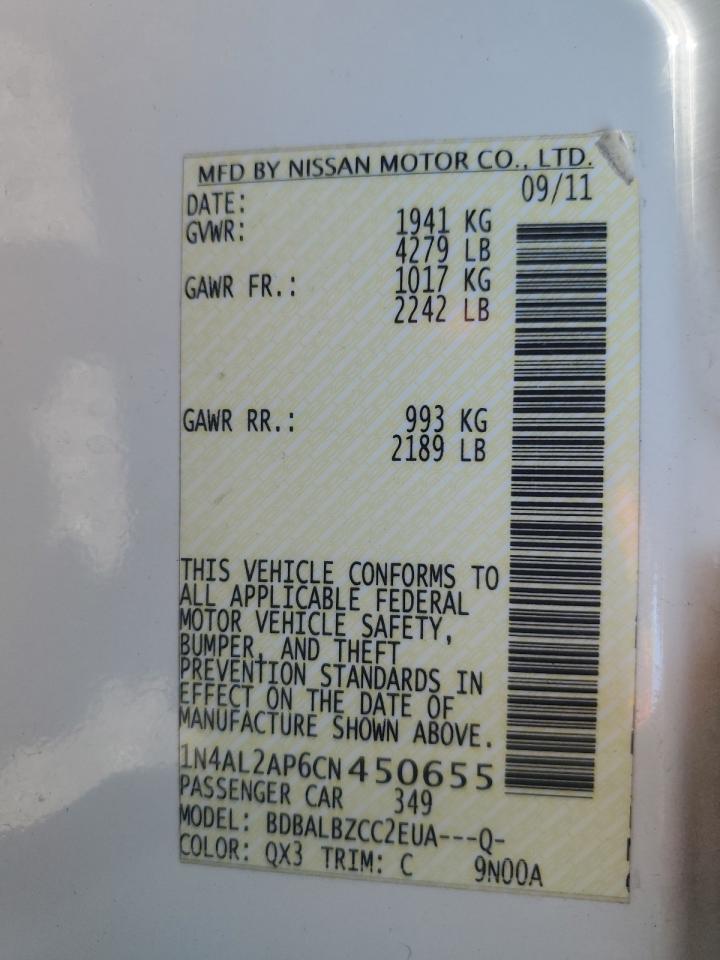 MFD BY NISSAN MOTOR CO., LTD.
DATE: 09/11
GVWR: 1941 KG
4279 LB
GAWR FR.: 1017 KG
2242 LB
GAWR RR.: 993 KG
2189 LB
THIS VEHICLE CONFORMS TO
ALL APPLICABLE FEDERAL
MOTOR VEHICLE SAFETY,
BUMPER, AND THEFT
PREVENTION STANDARDS IN
EFFECT ON THE DATE OF
MANUFACTURE SHOWN ABOVE.
1N4AL2AP6CN450655
PASSENGER CAR 349
MODEL: BDBALBZCC2EUA---Q-
COLOR: QX3 TRIM: C 9N00A